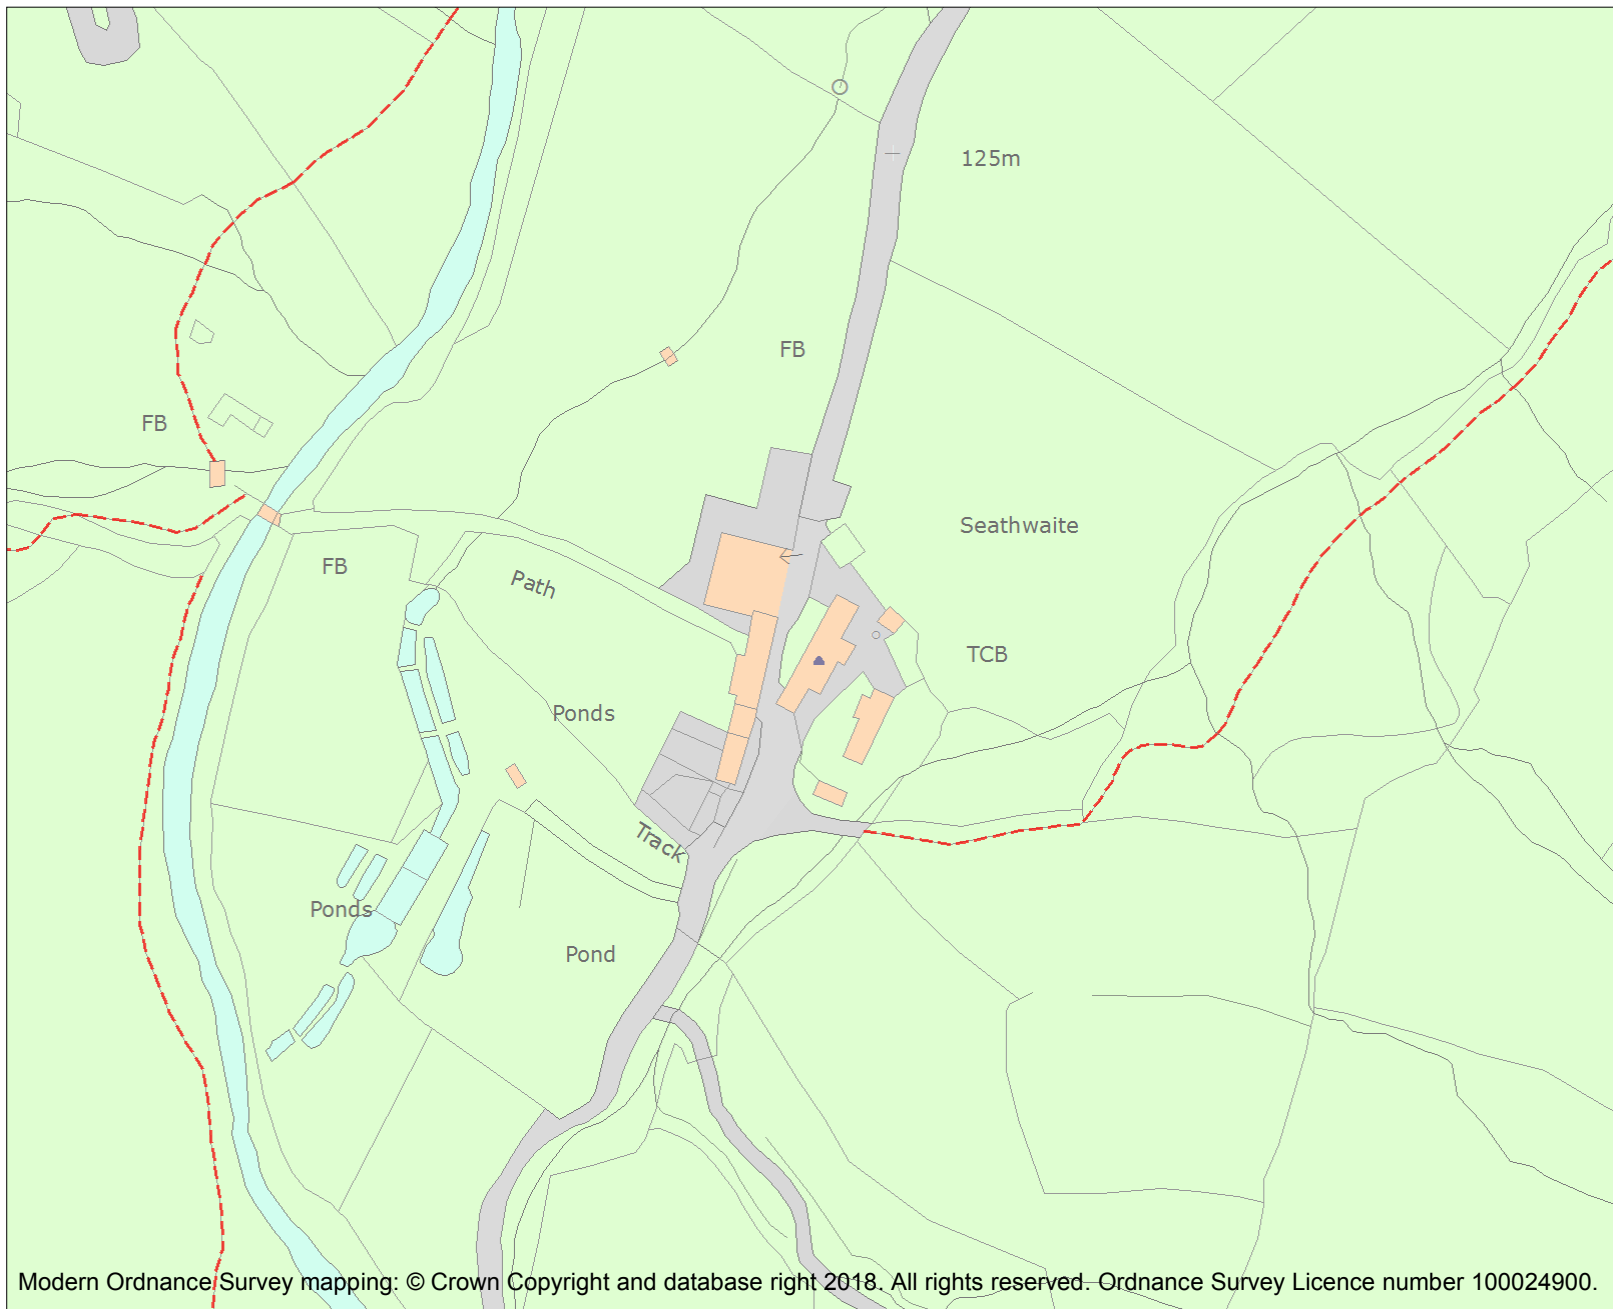 125m
FB
FB
Seathwaite
FB
Path
TCB
Ponds
Track
Ponds
Pond
Modern Ordnance Survey mapping: © Crown Copyright and database right 2018. All rights reserved. Ordnance Survey Licence number 100024900.